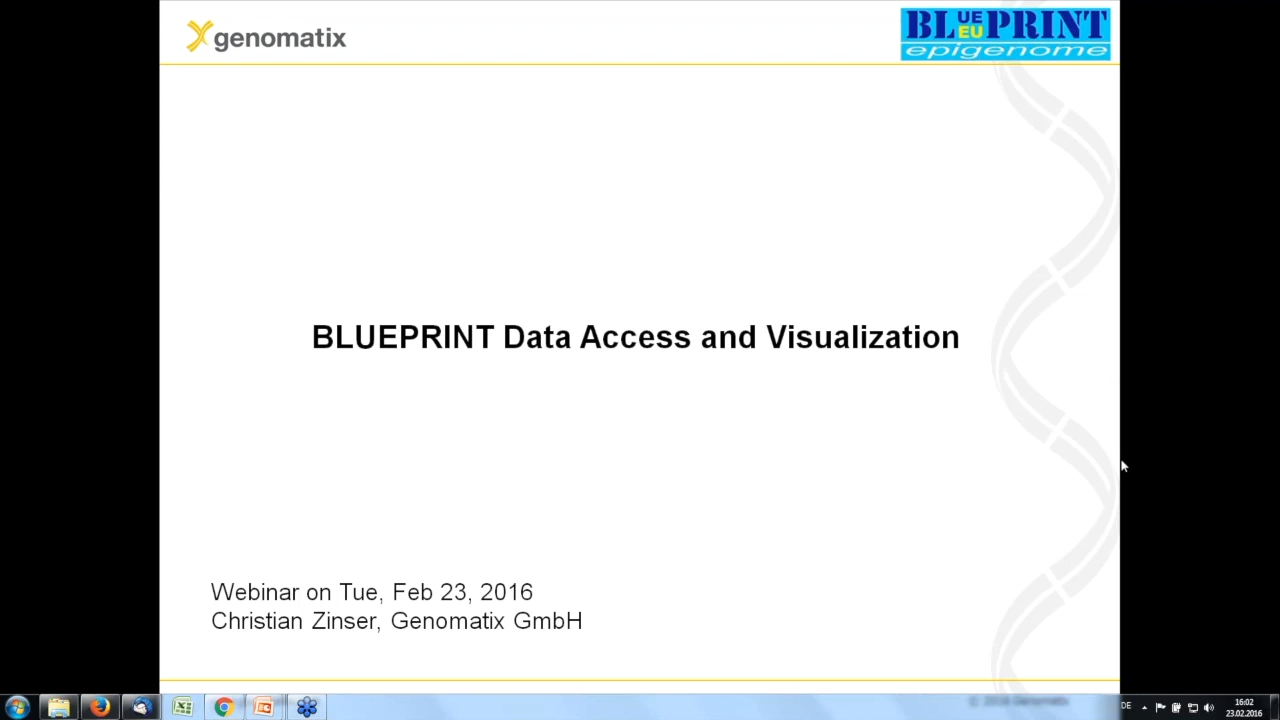 genomatix
BLUEPRINT
epigenome
BLUEPRINT Data Access and Visualization
Webinar on Tue, Feb 23, 2016
Christian Zinser, Genomatix GmbH
DE
16:02
23.02.2016